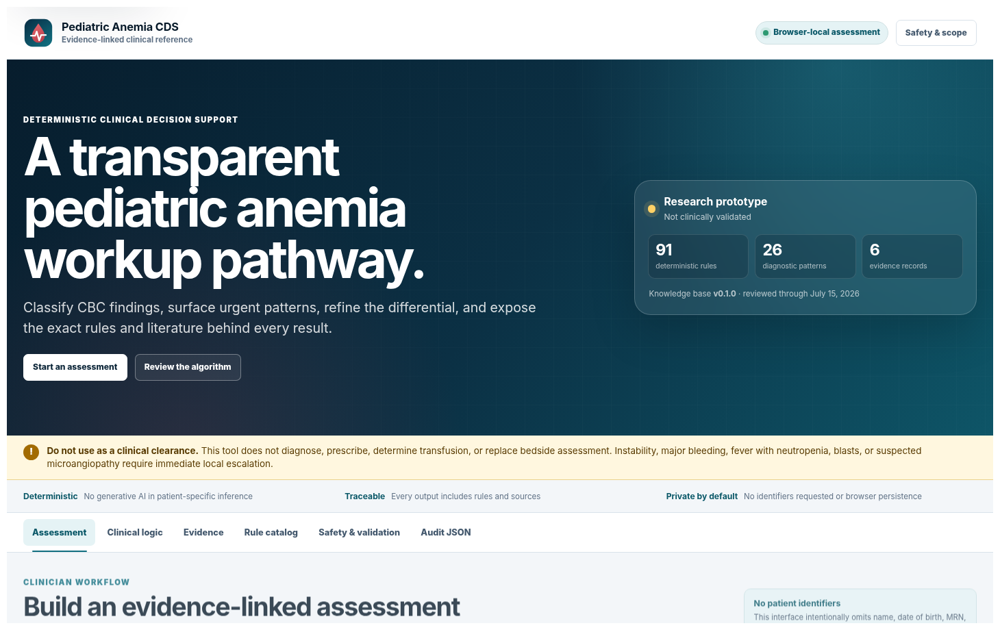 Pediatric Anemia CDS
Evidence-linked clinical reference
Browser-local assessment
Safety & scope
DETERMINISTIC CLINICAL DECISION SUPPORT
A transparent
pediatric anemia
workup pathway.
Classify CBC findings, surface urgent patterns, refine the differential, and expose
the exact rules and literature behind every result.
Start an assessment
Review the algorithm
Research prototype
Not clinically validated
91
deterministic rules
26
diagnostic patterns
6
evidence records
Knowledge base v0.1.0 · reviewed through July 15, 2026
!
Do not use as a clinical clearance. This tool does not diagnose, prescribe, determine transfusion, or replace bedside assessment. Instability, major bleeding, fever with neutropenia, blasts, or suspected
microangiopathy require immediate local escalation.
Deterministic No generative AI in patient-specific inference
Traceable Every output includes rules and sources
Private by default No identifiers requested or browser persistence
Assessment
Clinical logic
Evidence
Rule catalog
Safety & validation
Audit JSON
CLINICIAN WORKFLOW
Build an evidence-linked assessment
No patient identifiers
This interface intentionally omits name, date of birth, MRN,